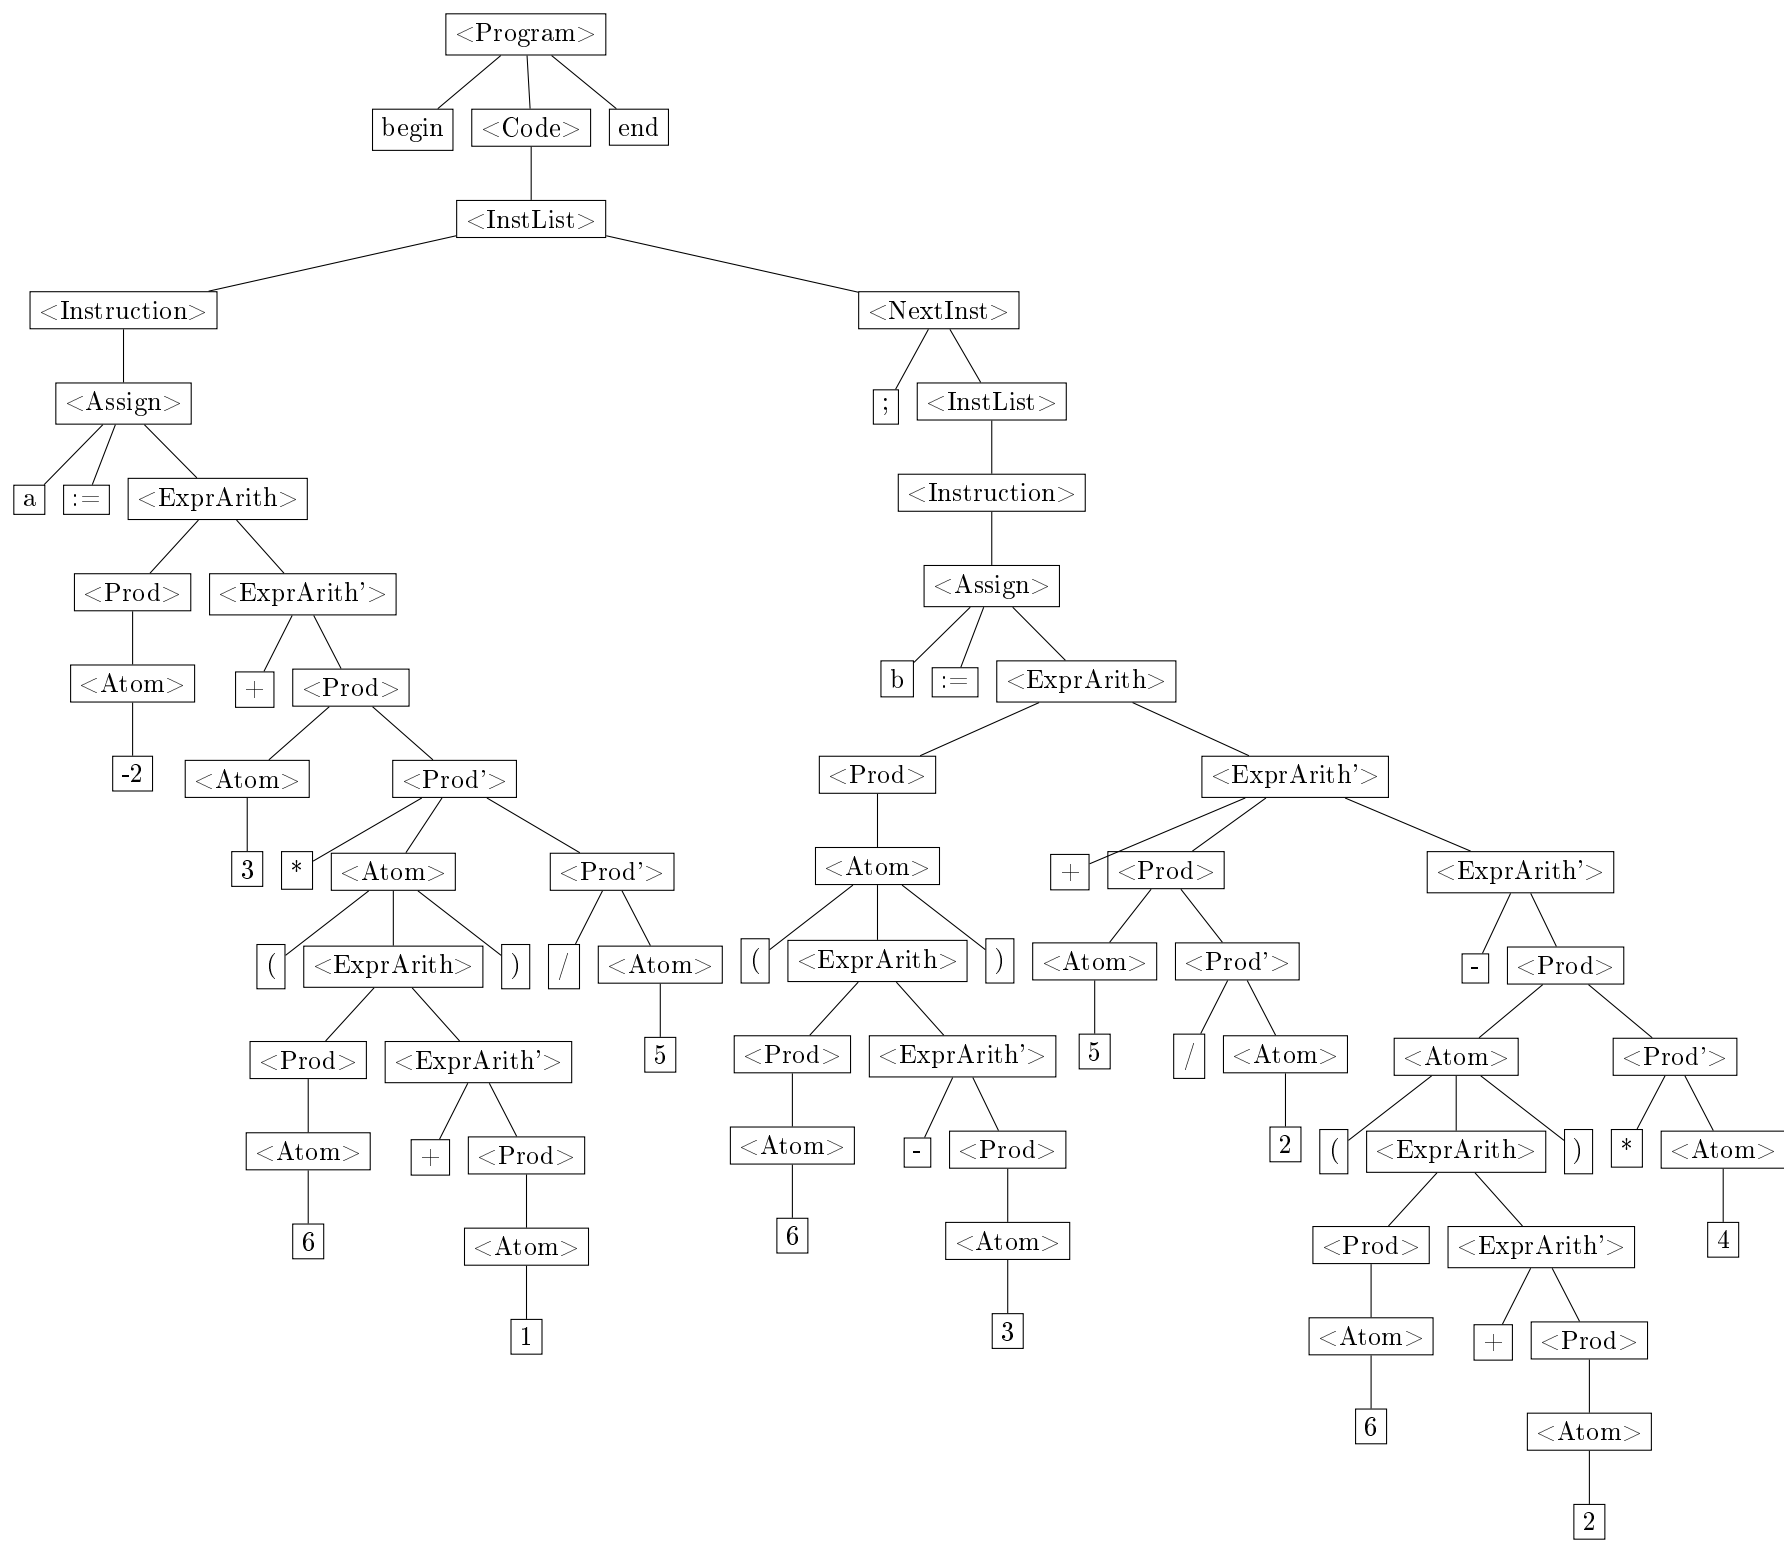 <Program>
begin <Code> end
<InstList>
<Instruction> <NextInst>
<Assign> ; <InstList>
a := <ExprArith> <Instruction>
<Prod> <ExprArith'> <Assign>
<Atom> + <Prod> b := <ExprArith>
-2 <Atom> <Prod'> <Prod> <ExprArith'>
3 * <Atom> <Prod'> <Atom> + <Prod> <ExprArith'>
( <ExprArith> ) / <Atom> ( <ExprArith> ) <Atom> <Prod'> - <Prod>
<Prod> <ExprArith'> 5 <Prod> <ExprArith'> 5 / <Atom> <Atom> <Prod'>
<Atom> + <Prod> <Atom> - <Prod> 2 ( <ExprArith> ) * <Atom>
6 <Atom> 6 <Atom> <Prod> <ExprArith'> 4
1 3 <Atom> + <Prod>
6 <Atom>
2